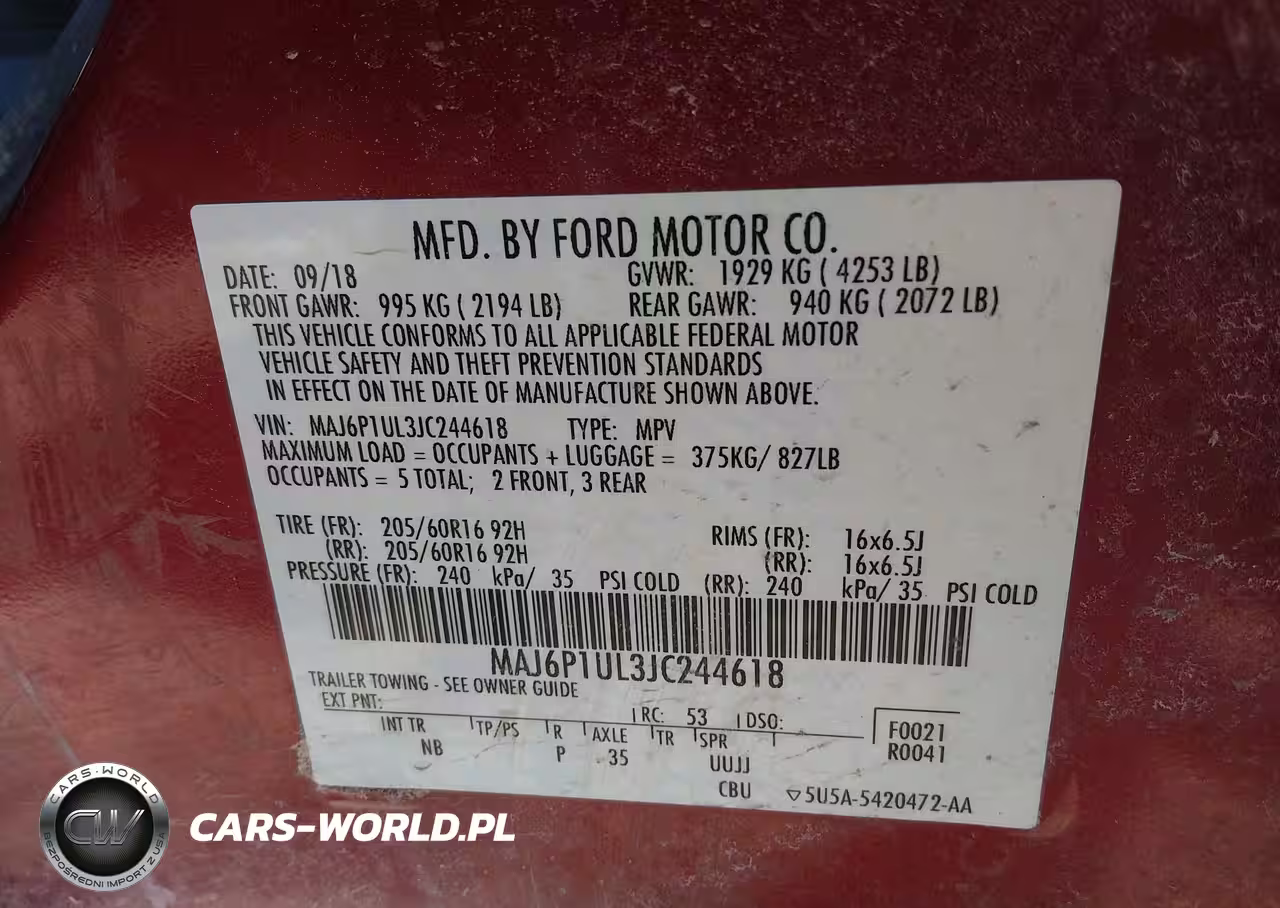 MFD. BY FORD MOTOR CO.
DATE: 09/18 GVWR: 1929 KG ( 4253 LB)
FRONT GAWR: 995 KG ( 2194 LB) REAR GAWR: 940 KG ( 2072 LB)
THIS VEHICLE CONFORMS TO ALL APPLICABLE FEDERAL MOTOR
VEHICLE SAFETY AND THEFT PREVENTION STANDARDS
IN EFFECT ON THE DATE OF MANUFACTURE SHOWN ABOVE.
VIN: MAJ6P1UL3JC244618 TYPE: MPV
MAXIMUM LOAD = OCCUPANTS + LUGGAGE = 375KG/ 827LB
OCCUPANTS = 5 TOTAL; 2 FRONT, 3 REAR
TIRE (FR): 205/60R16 92H RIMS (FR): 16x6.5J
(RR): 205/60R16 92H (RR): 16x6.5J
PRESSURE (FR): 240 kPa/ 35 PSI COLD (RR): 240 kPa/ 35 PSI COLD
MAJ6P1UL3JC244618
TRAILER TOWING - SEE OWNER GUIDE
EXT PNT: RC: 53 DSO:
INT TR TP/PS R AXLE TR SPR F0021
NB P 35 UUJJ R0041
CBU 5U5A-5420472-AA
CARS-WORLD
CW
BEZPOŚREDNI IMPORT Z USA
CARS-WORLD.PL